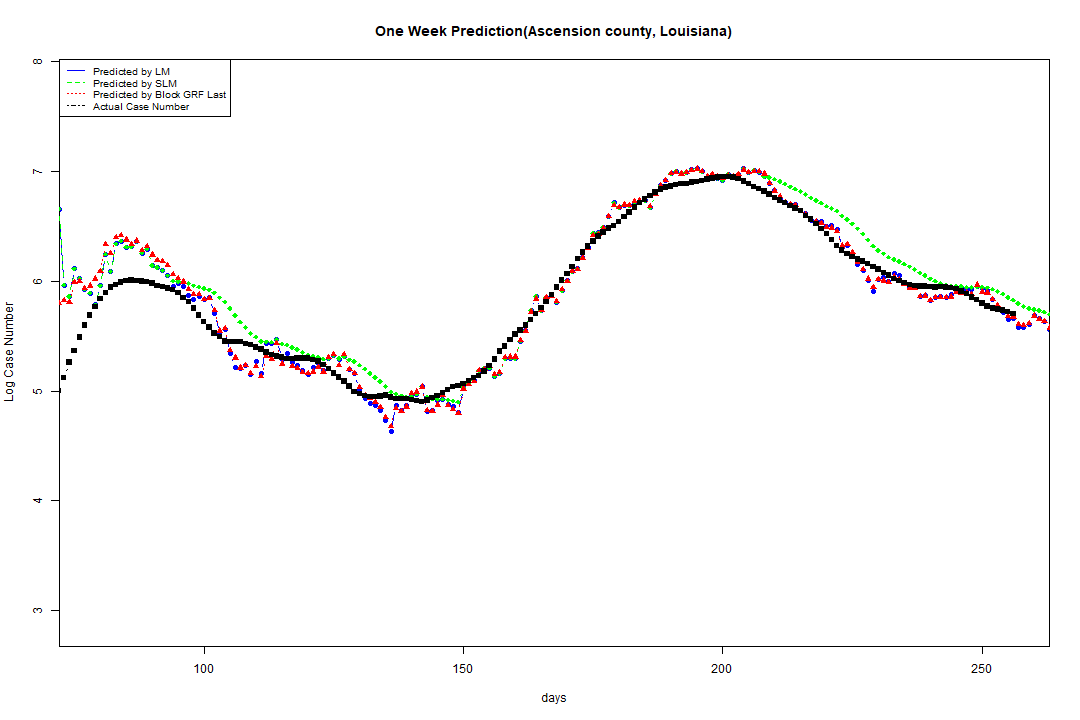 One Week Prediction(Ascension county, Louisiana)
Predicted by LM
Predicted by SLM
Predicted by Block GRF Last
Actual Case Number
8
7
6
5
4
3
Log Case Number
100
150
200
250
days